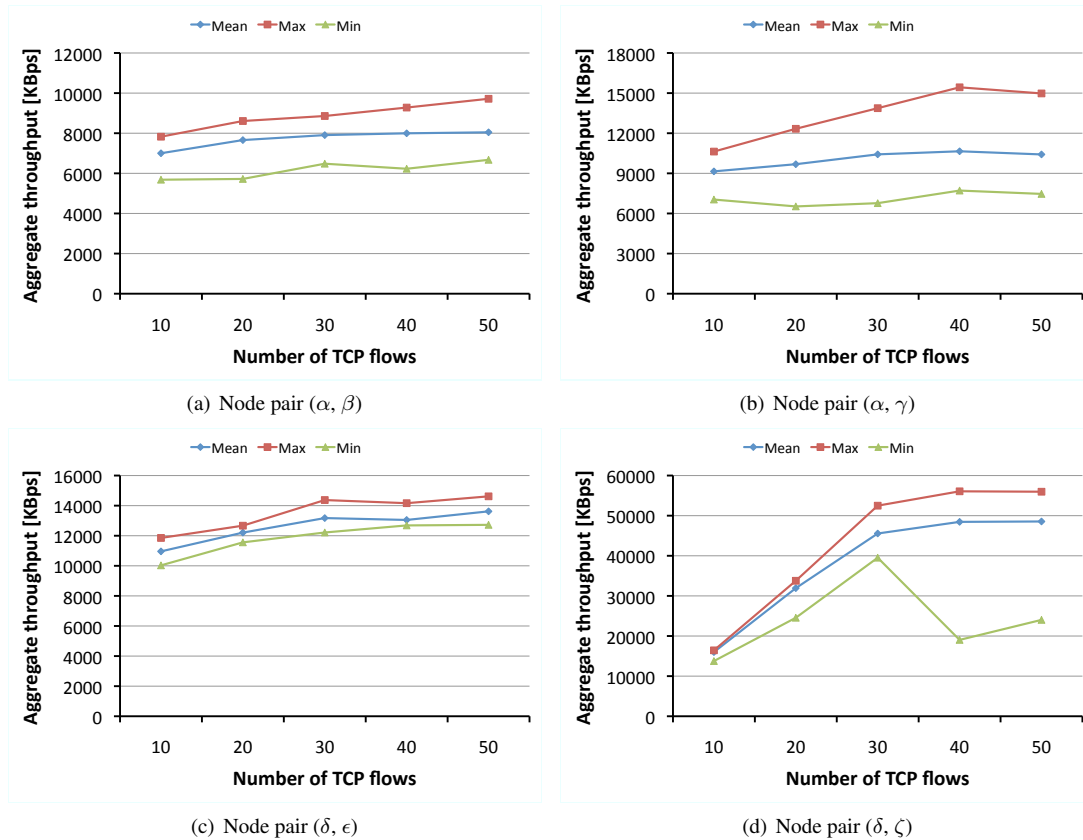 Mean Max Min
12000
10000
8000
6000
4000
2000
0
Aggregate throughput [KBps]
10 20 30 40 50
Number of TCP flows
(a) Node pair (α, β)
Mean Max Min
18000
15000
12000
9000
6000
3000
0
Aggregate throughput [KBps]
10 20 30 40 50
Number of TCP flows
(b) Node pair (α, γ)
Mean Max Min
16000
14000
12000
10000
8000
6000
4000
2000
0
Aggregate throughput [KBps]
10 20 30 40 50
Number of TCP flows
(c) Node pair (δ, ϵ)
Mean Max Min
60000
50000
40000
30000
20000
10000
0
Aggregate throughput [KBps]
10 20 30 40 50
Number of TCP flows
(d) Node pair (δ, ζ)